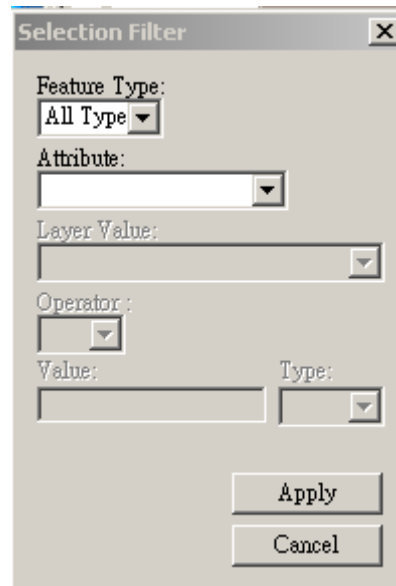 Selection Filter
Feature Type:
All Type
Attribute:
Layer Value:
Operator :
Value: Type:
Apply
Cancel